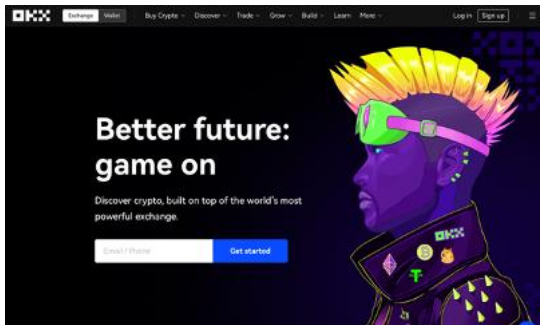 OKX Exchange Wallet Buy Crypto Discover Trade Grow Build Learn More Log in Sign up
Better future:
game on
Discover crypto, built on top of the world's most
powerful exchange.
Email / Phone Get started
OKX